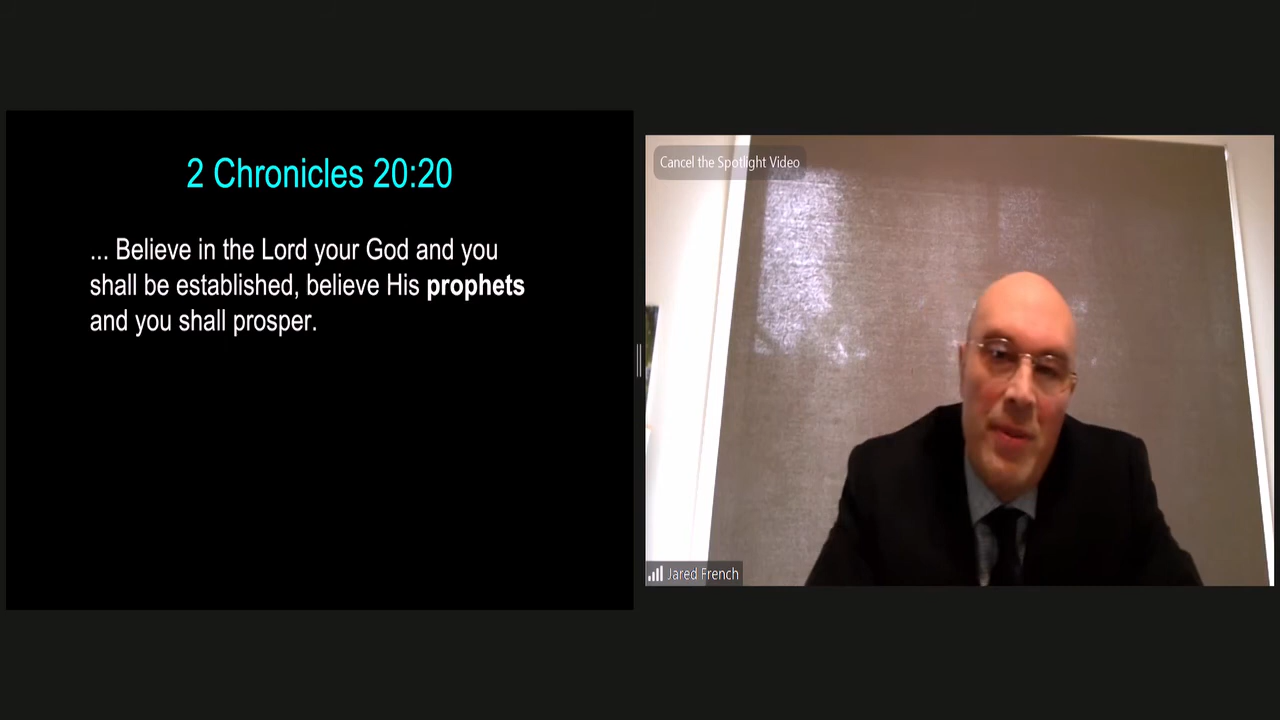 2 Chronicles 20:20
... Believe in the Lord your God and you
shall be established, believe His prophets
and you shall prosper.
Cancel the Spotlight Video
Jared French